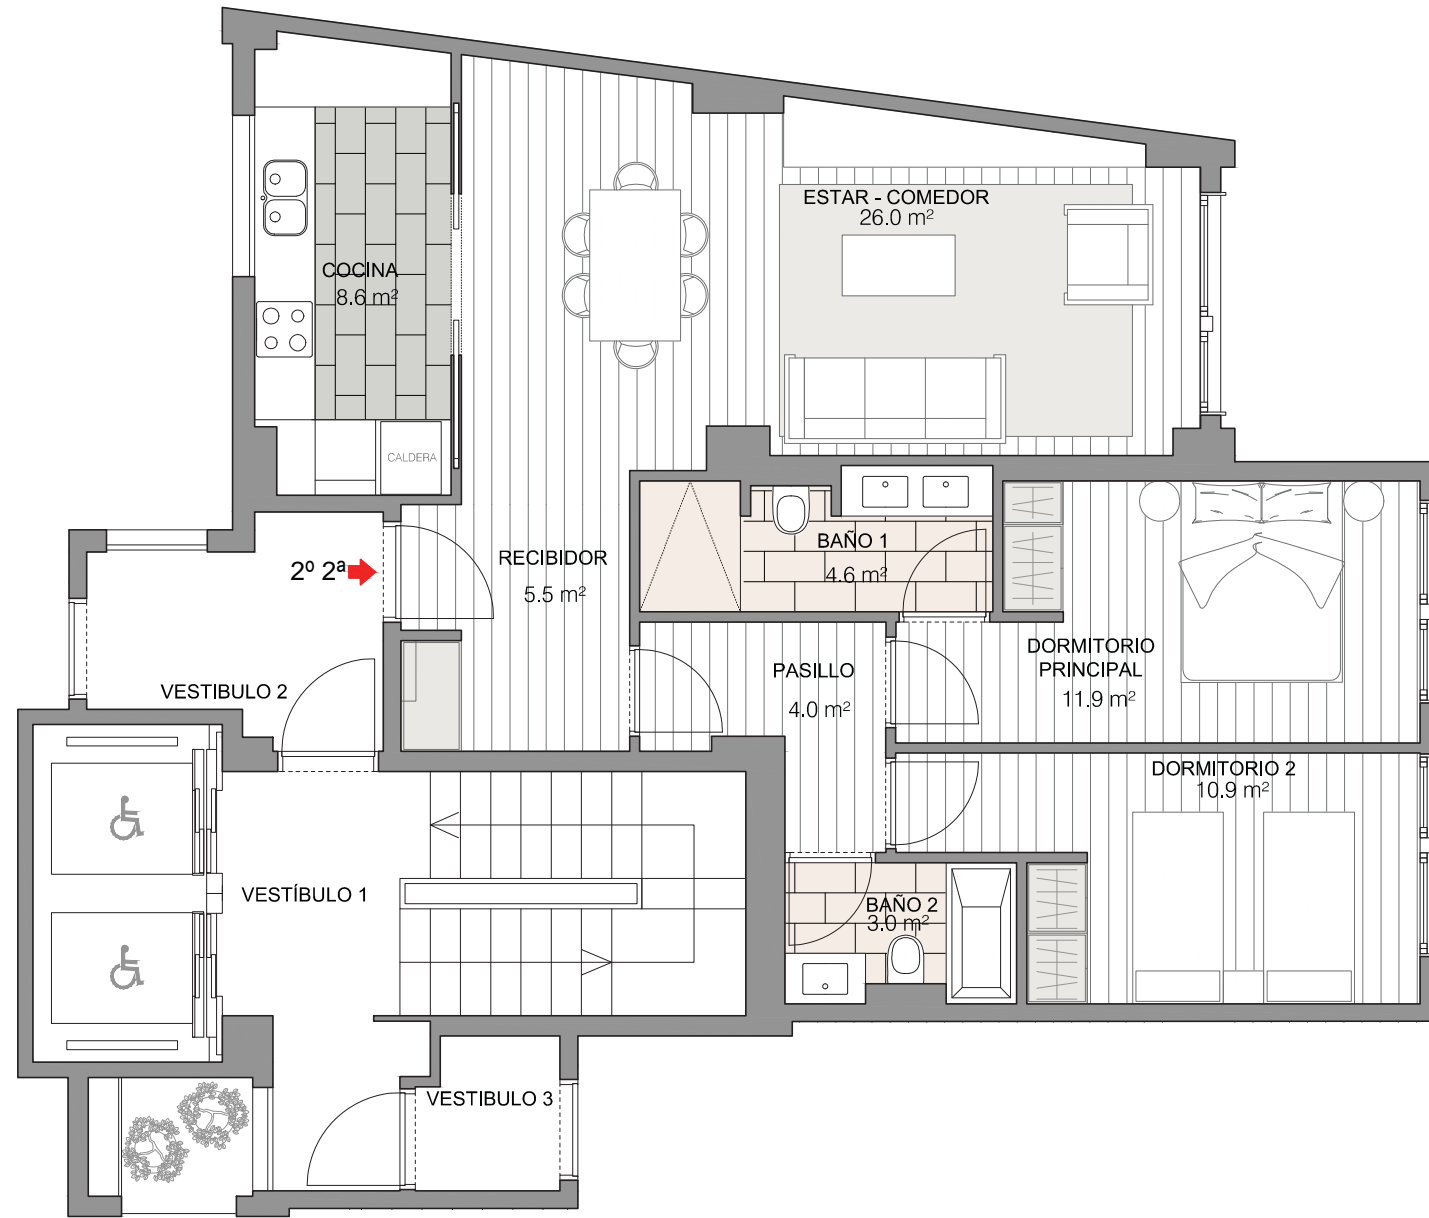 ESTAR - COMEDOR
26.0 m²
COCINA
8.6 m²
CALDERA
RECIBIDOR
5.5 m²
BAÑO 1
4.6 m²
2º 2ª
DORMITORIO
PRINCIPAL
11.9 m²
PASILLO
4.0 m²
VESTIBULO 2
DORMITORIO 2
10.9 m²
VESTÍBULO 1
BAÑO 2
3.0 m²
VESTIBULO 3